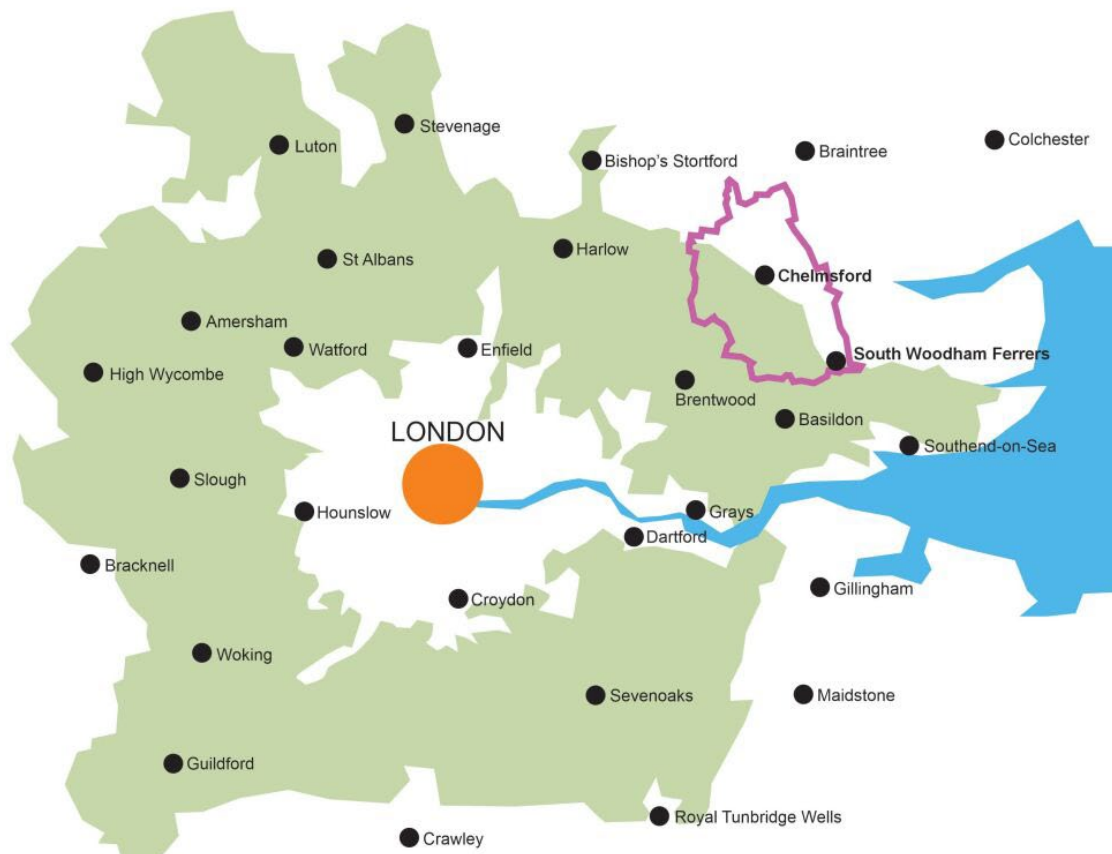 Stevenage
Colchester
Luton
Braintree
Bishop's Stortford
Harlow
St Albans
Chelmsford
Amersham
Watford
Enfield
South Woodham Ferrers
High Wycombe
Brentwood
Basildon
LONDON
Southend-on-Sea
Slough
Hounslow
Grays
Dartford
Bracknell
Gillingham
Croydon
Woking
Sevenoaks
Maidstone
Guildford
Royal Tunbridge Wells
Crawley